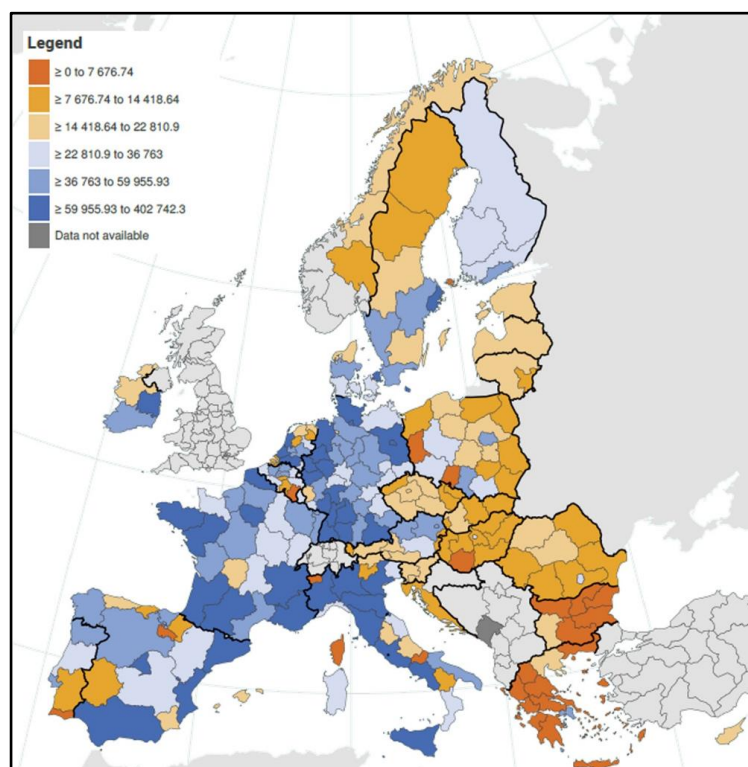 Legend
≥ 0 to 7 676.74
≥ 7 676.74 to 14 418.64
≥ 14 418.64 to 22 810.9
≥ 22 810.9 to 36 763
≥ 36 763 to 59 955.93
≥ 59 955.93 to 402 742.3
Data not available